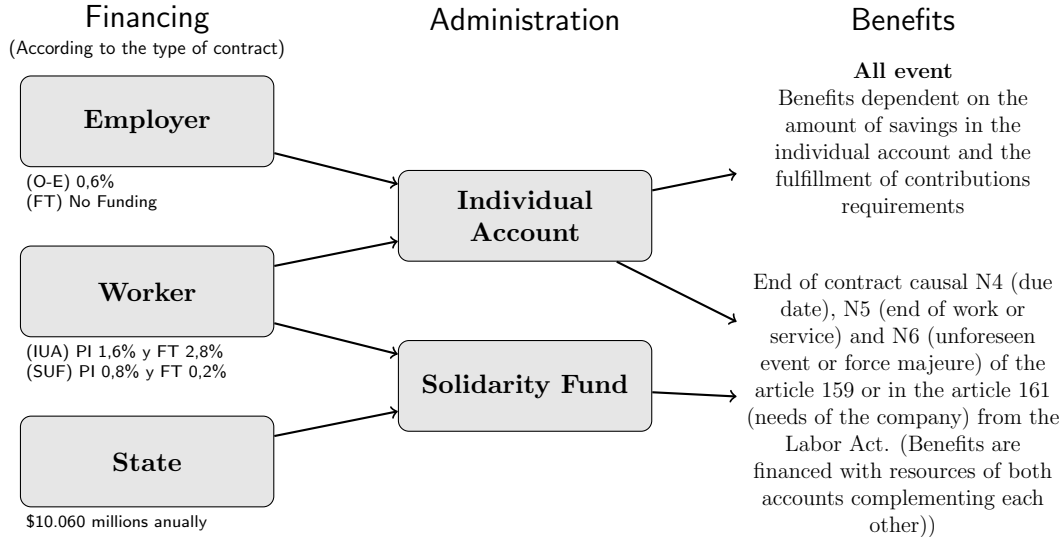 Financing
(According to the type of contract)
Administration
Benefits
Employer
(O-E) 0,6%
(FT) No Funding
Worker
(IUA) PI 1,6% y FT 2,8%
(SUF) PI 0,8% y FT 0,2%
State
$10.060 millions anually
Individual
Account
Solidarity Fund
All event
Benefits dependent on the
amount of savings in the
individual account and the
fulfillment of contributions
requirements
End of contract causal N4 (due
date), N5 (end of work or
service) and N6 (unforeseen
event or force majeure) of the
article 159 or in the article 161
(needs of the company) from the
Labor Act. (Benefits are
financed with resources of both
accounts complementing each
other))